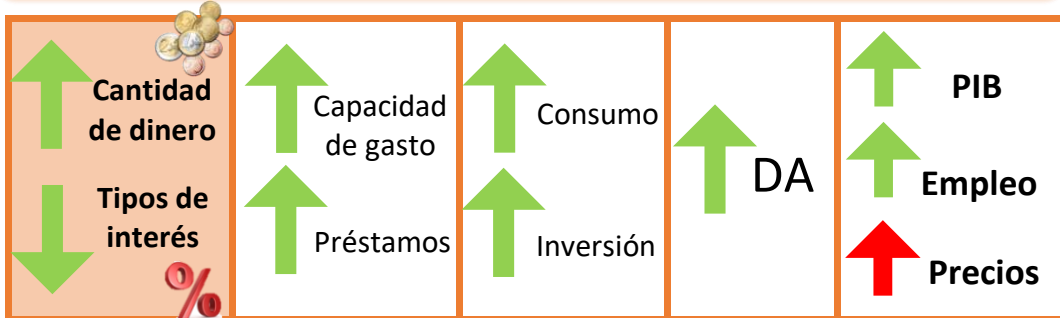 Cantidad
de dinero
Tipos de
interés
%
Capacidad
de gasto
Préstamos
Consumo
Inversión
DA
PIB
Empleo
Precios